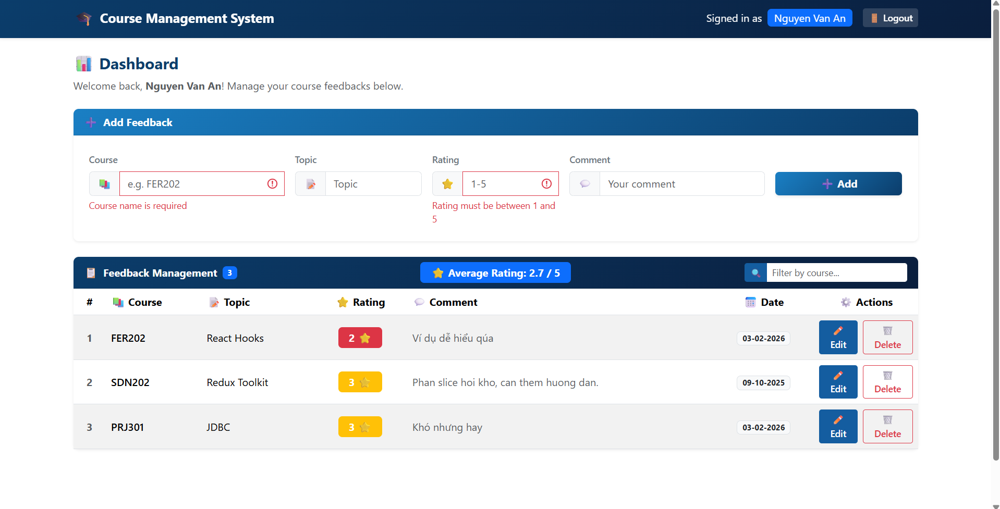 Course Management System
Signed in as Nguyen Van An Logout
Dashboard
Welcome back, Nguyen Van An! Manage your course feedbacks below.
Add Feedback
Course Topic Rating Comment
e.g. FER202 Topic 1-5 Your comment Add
Course name is required Rating must be between 1 and
5
Feedback Management 3 Average Rating: 2.7 / 5 Filter by course...
# Course Topic Rating Comment Date Actions
1 FER202 React Hooks 2 Ví dụ dễ hiểu qúa 03-02-2026 Edit Delete
2 SDN202 Redux Toolkit 3 Phan slice hoi kho, can them huong dan. 09-10-2025 Edit Delete
3 PRJ301 JDBC 3 Khó nhưng hay 03-02-2026 Edit Delete